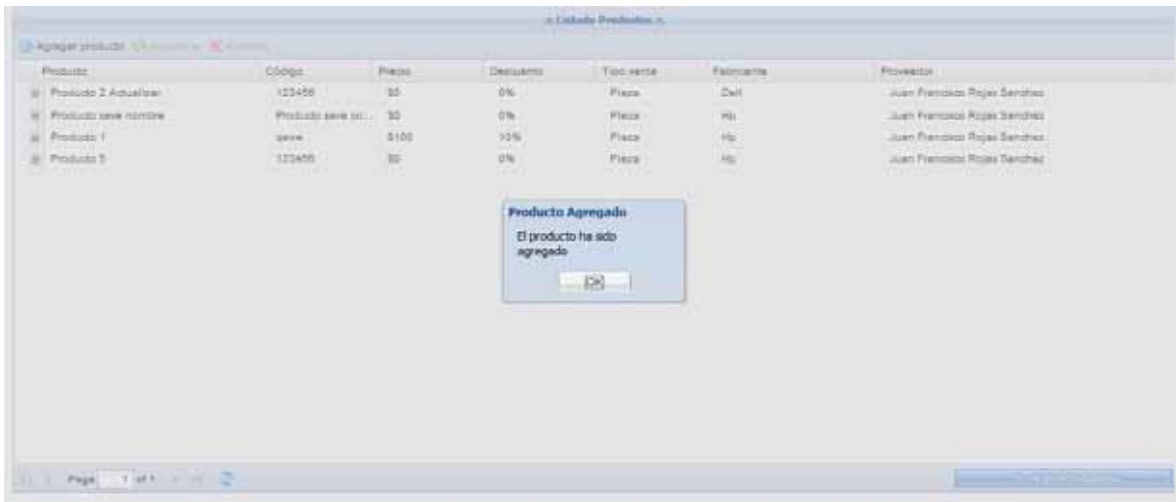 .:: Listado Productos ::.
Agregar producto
Producto Código Precio Descuento Tipo venta Fabricante Proveedor
Producto 2 Actualizar 123456 $0 0% Pieza Dell Juan Francisco Rojas Sanchez
Producto save nombre Producto save $0 0% Pieza Hp Juan Francisco Rojas Sanchez
Producto 1 $100 10% Pieza Hp Juan Francisco Rojas Sanchez
Producto 5 123456 $0 0% Pieza Hp Juan Francisco Rojas Sanchez
Producto Agregado
El producto ha sido
agregado
OK
Page 1 of 1